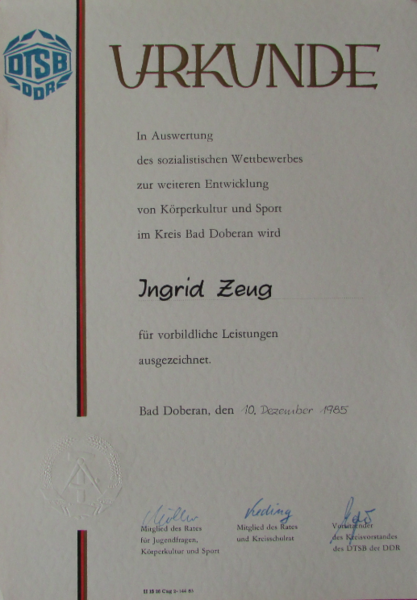 DTSB
DDR
URKUNDE
In Auswertung
des sozialistischen Wettbewerbes
zur weiteren Entwicklung
von Körperkultur und Sport
im Kreis Bad Doberan wird
Ingrid Zeug
für vorbildliche Leistungen
ausgezeichnet.
Bad Doberan, den 10. Dezember 1985
Mitglied des Rates
für Jugendfragen,
Körperkultur und Sport
Mitglied des Rates
und Kreisschulrat
Vorsitzender
des Kreisvorstandes
des DTSB der DDR